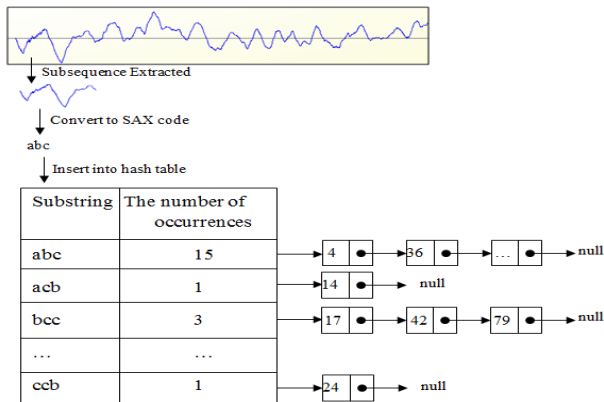 Subsequence Extracted
Convert to SAX code
abc
Insert into hash table
Substring The number of
occurrences
abc 15 4 36 ... null
acb 1 14 null
bcc 3 17 42 79 null
... ...
ccb 1 24 null